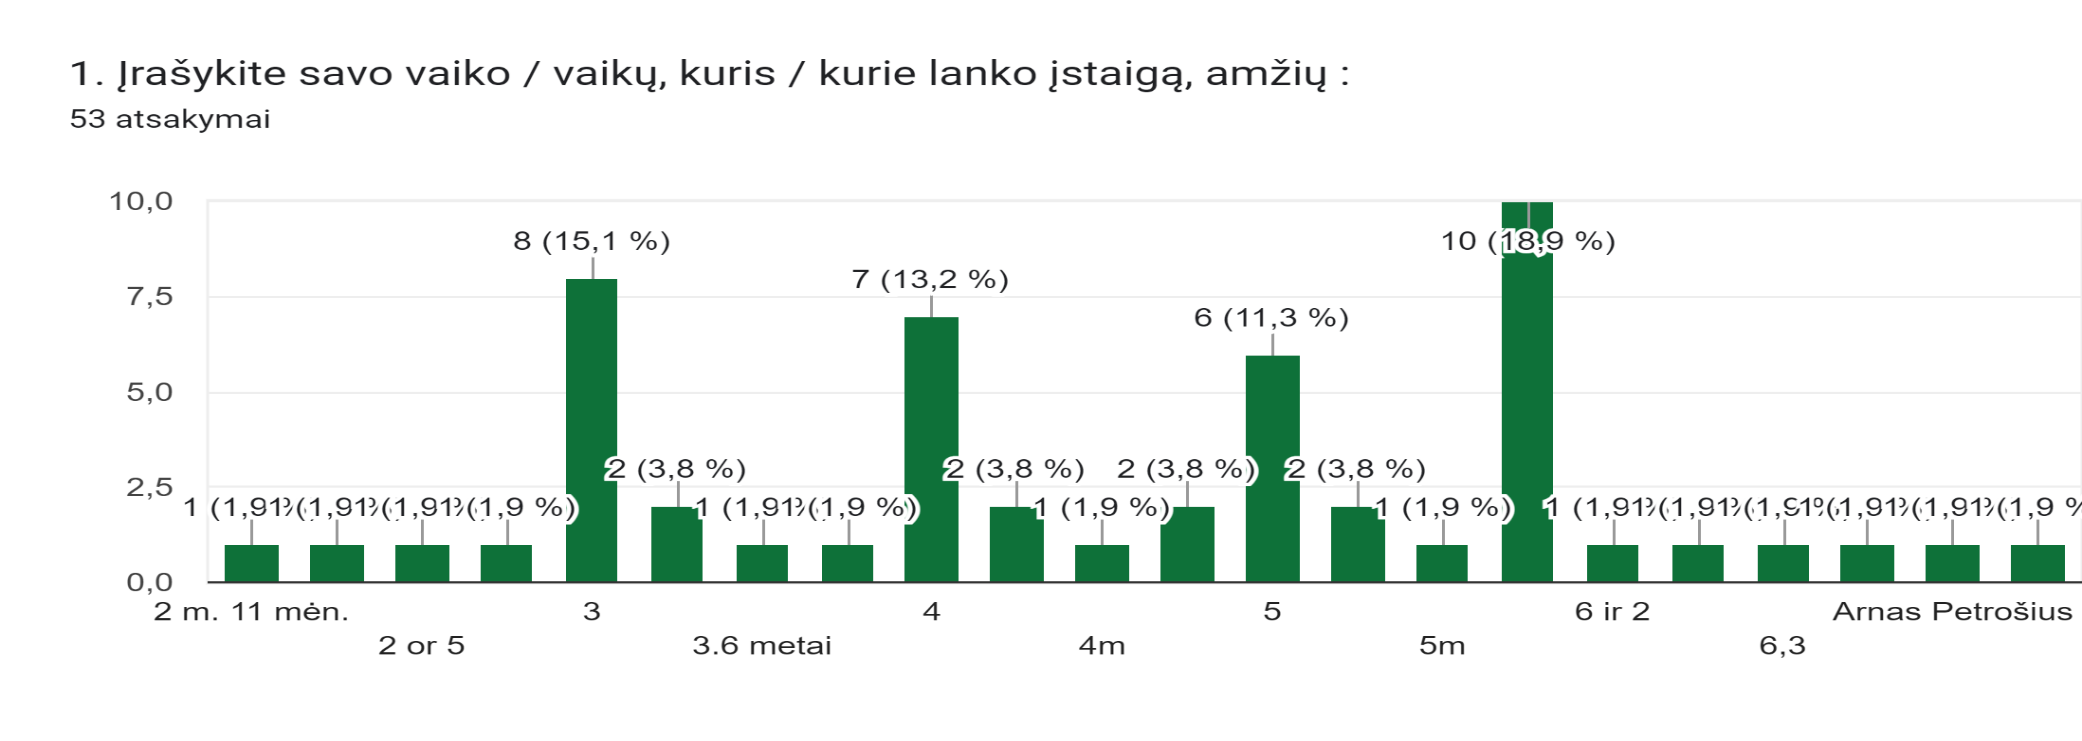 1. Įrašykite savo vaiko / vaikų, kuris / kurie lanko įstaigą, amžių :
53 atsakymai
10,0
7,5
5,0
2,5
0,0
8 (15,1 %)
7 (13,2 %)
6 (11,3 %)
10 (18,9 %)
2 (3,8 %)
2 (3,8 %)
2 (3,8 %)
2 (3,8 %)
1 (1,9 %)
1 (1,9 %)
1 (1,9 %)
1 (1,9 %)
2 m. 11 mėn.
3
4
5
6 ir 2
Arnas Petrošius
2 or 5
3.6 metai
4m
5m
6,3